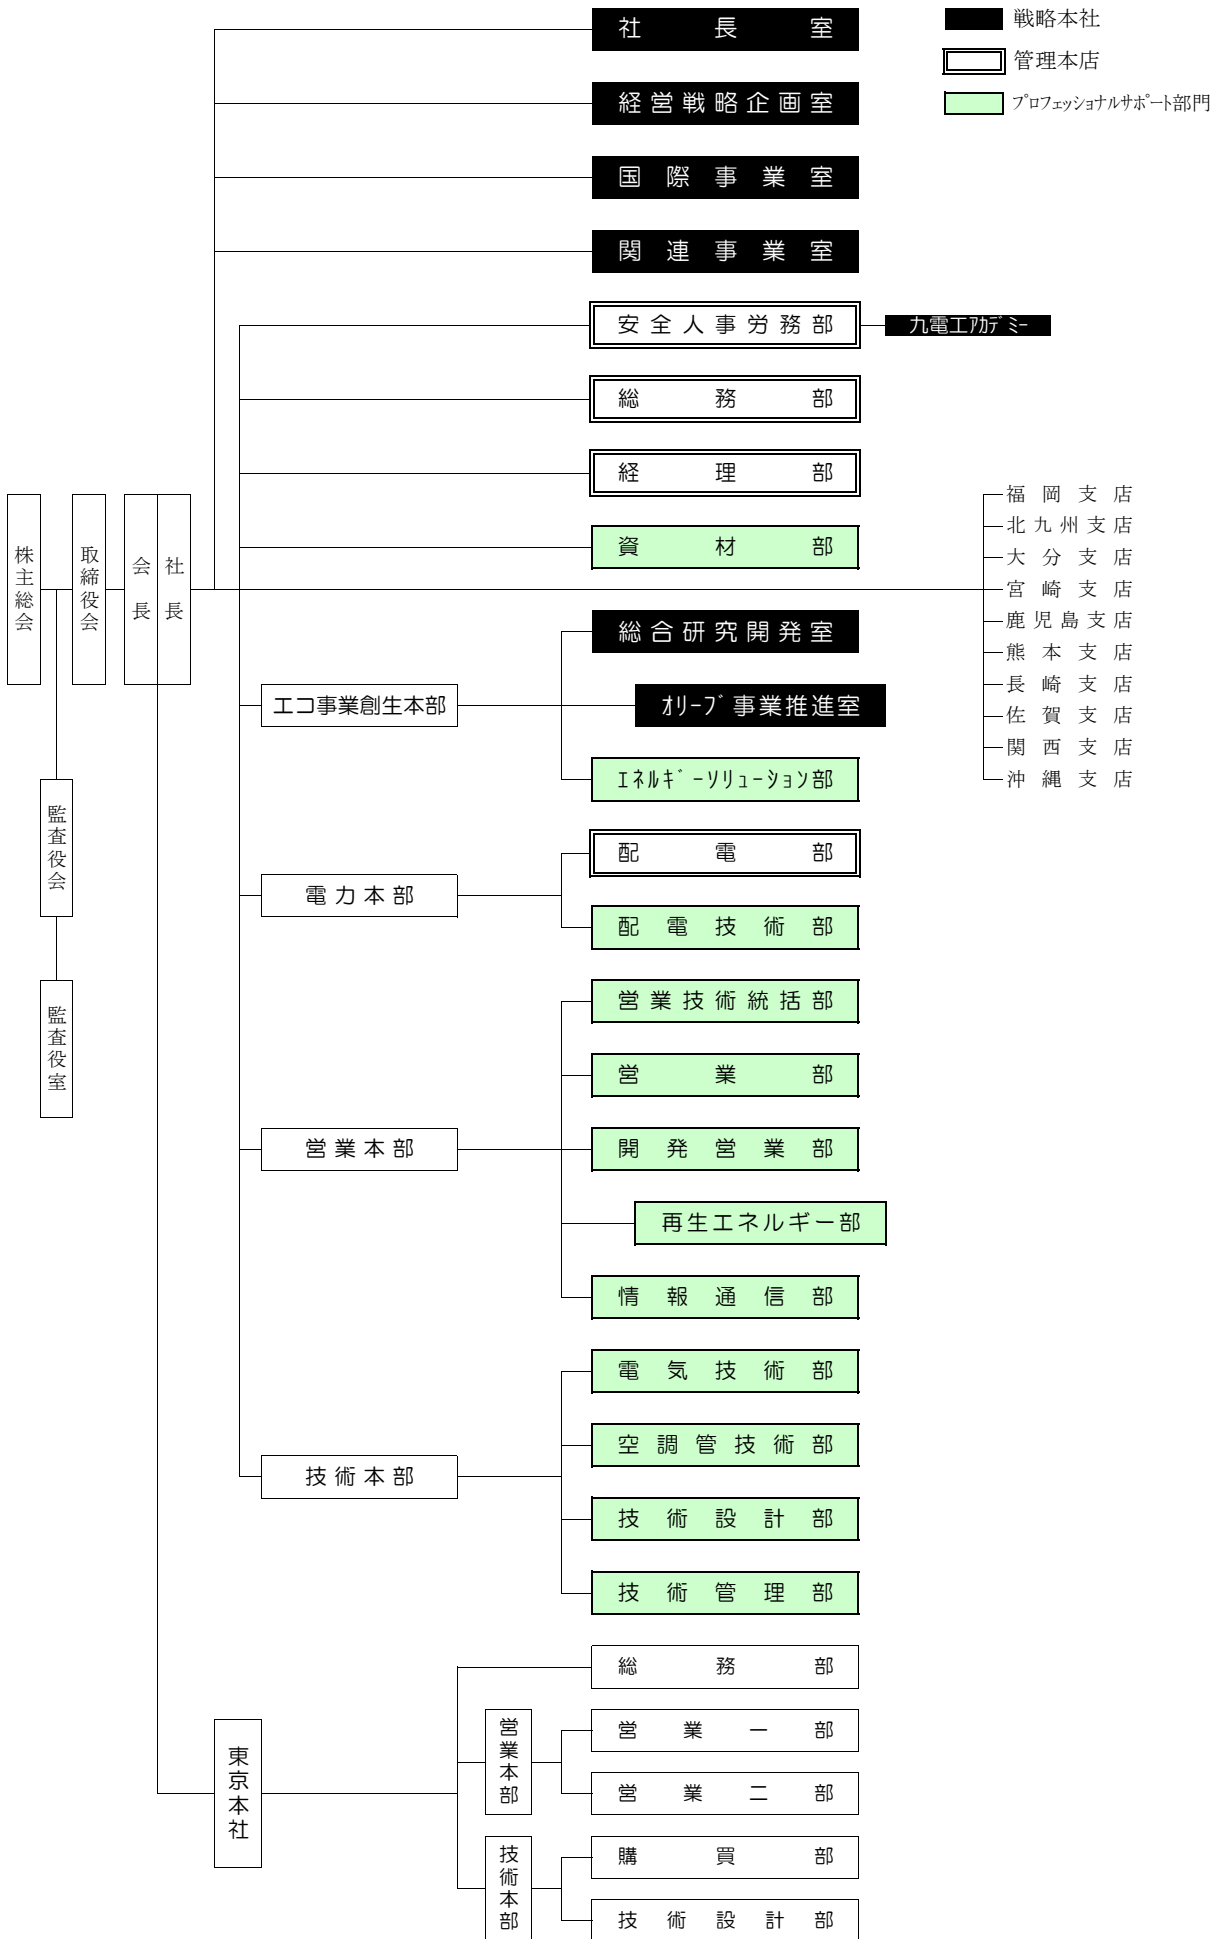 社長室
戦略本社
管理本店
プロフェッショナルサポート部門
経営戦略企画室
国際事業室
関連事業室
安全人事労務部
九電工ｱｶﾃﾞﾐｰ
総務部
経理部
資材部
株主総会
取締役会
会長
社長
福岡支店
北九州支店
大分支店
宮崎支店
鹿児島支店
熊本支店
長崎支店
佐賀支店
関西支店
沖縄支店
監査役会
監査役室
エコ事業創生本部
総合研究開発室
ｵﾘｰﾌﾞ事業推進室
ｴﾈﾙｷﾞｰｿﾘｭｰｼｮﾝ部
電力本部
配電部
配電技術部
営業本部
営業技術統括部
営業部
開発営業部
再生エネルギー部
情報通信部
技術本部
電気技術部
空調管技術部
技術設計部
技術管理部
東京本社
総務部
営業本部
営業一部
営業二部
技術本部
購買部
技術設計部